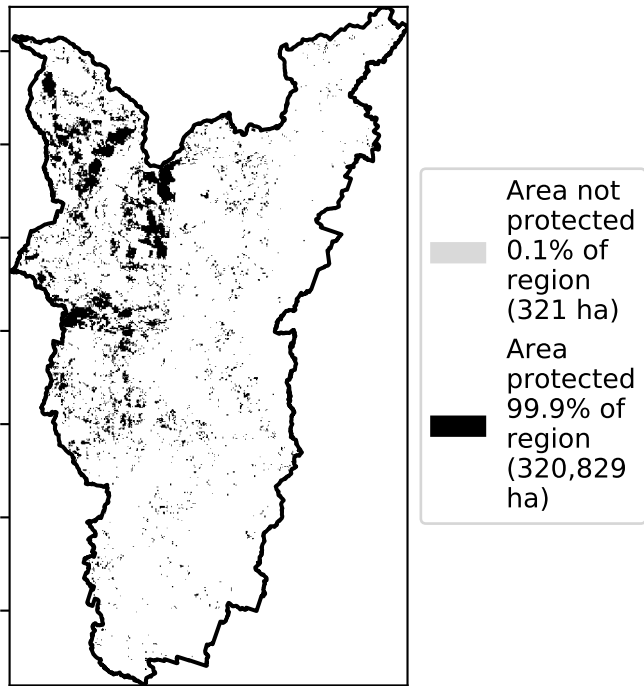 Area not
protected
0.1% of
region
(321 ha)
Area
protected
99.9% of
region
(320,829
ha)